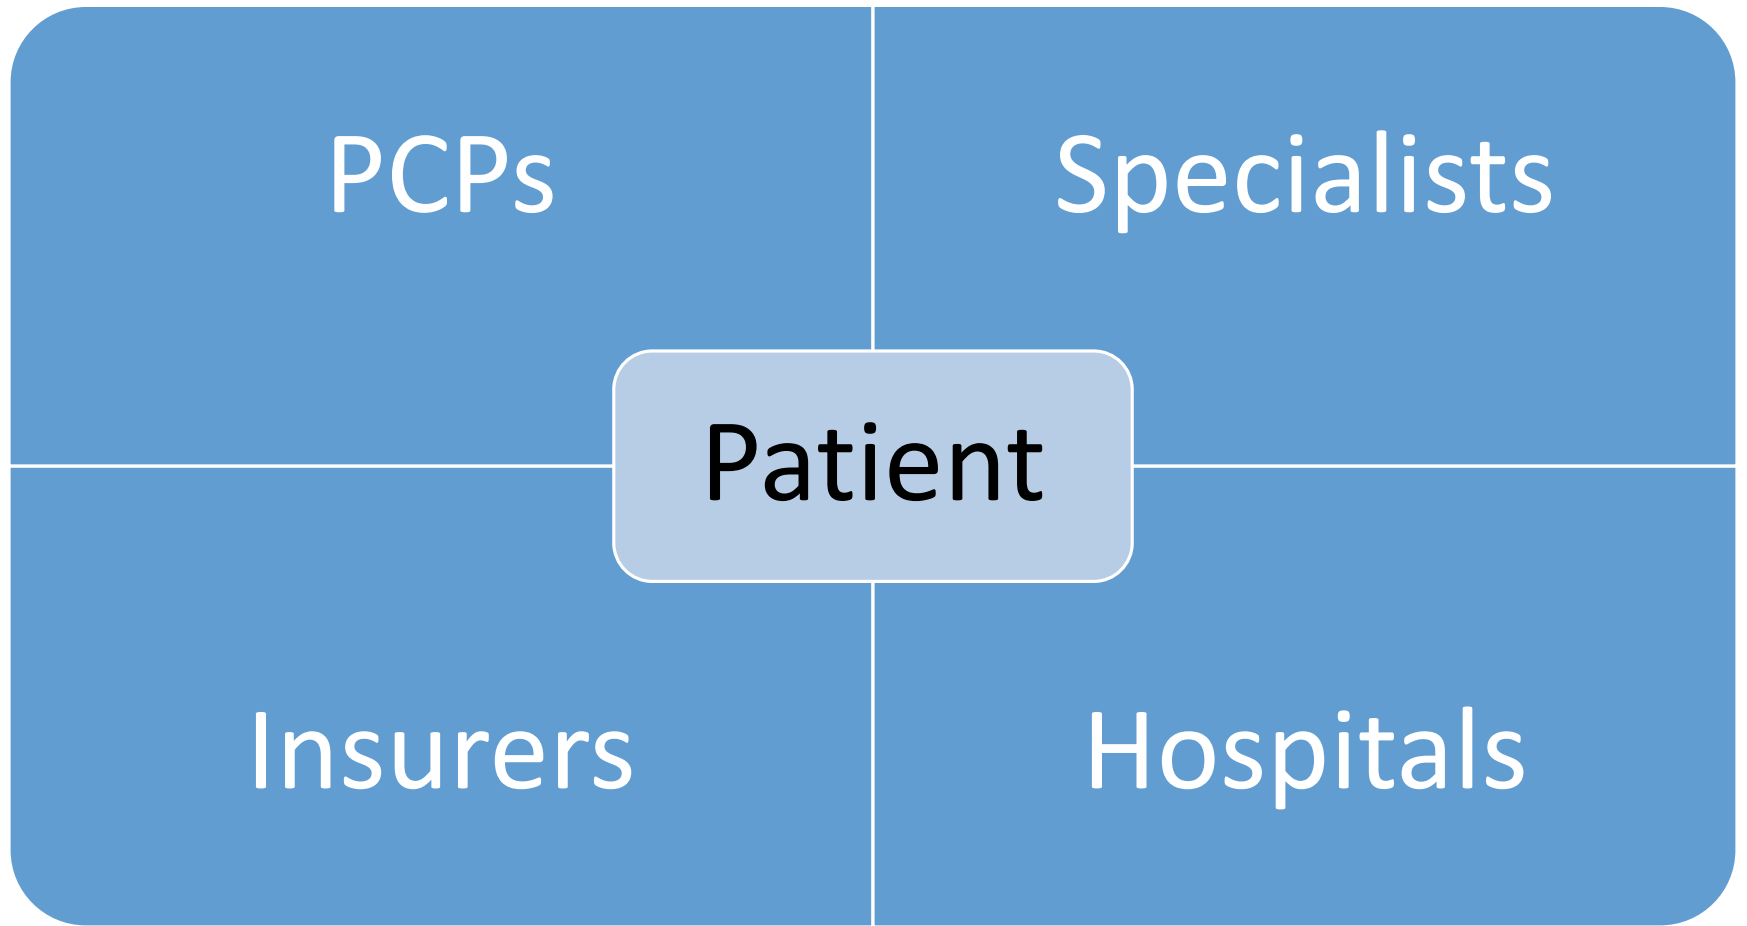 PCPs
Specialists
Patient
Insurers
Hospitals